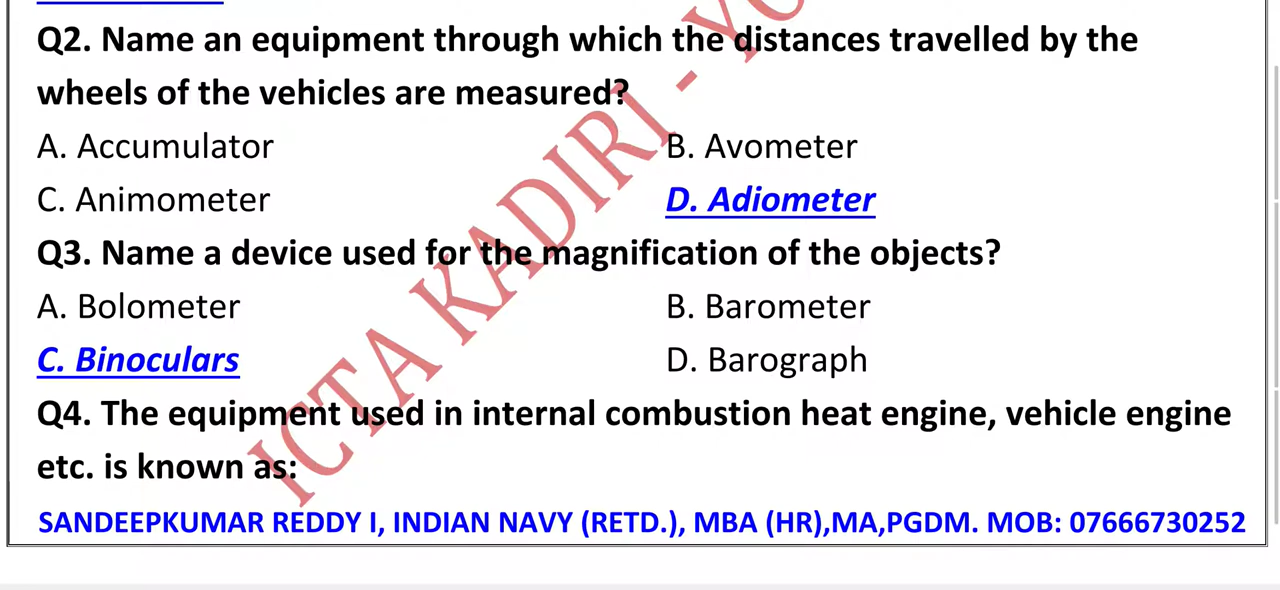 Q2. Name an equipment through which the distances travelled by the
wheels of the vehicles are measured?
A. Accumulator B. Avometer
C. Animometer D. Adiometer
Q3. Name a device used for the magnification of the objects?
A. Bolometer B. Barometer
C. Binoculars D. Barograph
Q4. The equipment used in internal combustion heat engine, vehicle engine
etc. is known as:
SANDEEPKUMAR REDDY I, INDIAN NAVY (RETD.), MBA (HR),MA,PGDM. MOB: 07666730252
ICTA KADIRI -